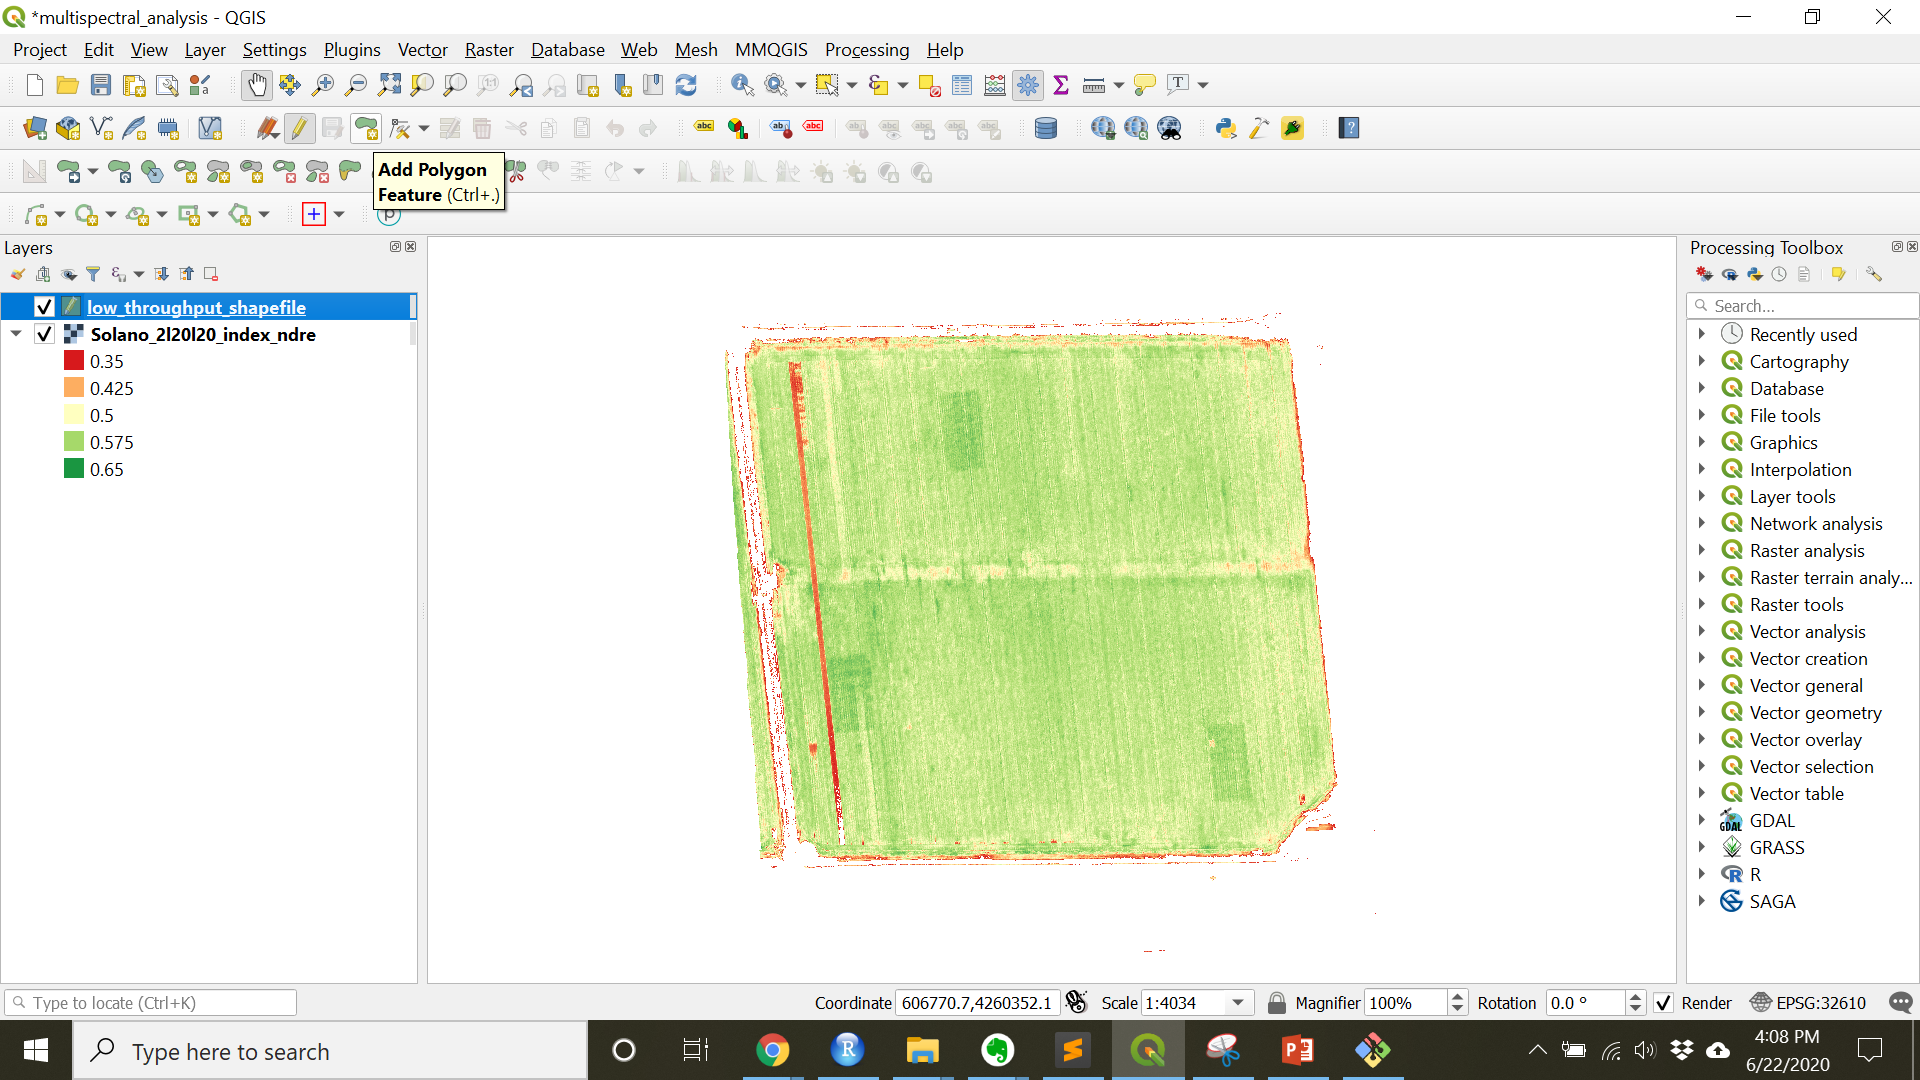 *multispectral_analysis - QGIS
Project Edit View Layer Settings Plugins Vector Raster Database Web Mesh MMQGIS Processing Help
Add Polygon
Feature (Ctrl+.)
Layers
low_throughput_shapefile
Solano_2l20l20_index_ndre
0.35
0.425
0.5
0.575
0.65
Processing Toolbox
Search...
Recently used
Cartography
Database
File tools
Graphics
Interpolation
Layer tools
Network analysis
Raster analysis
Raster terrain analy...
Raster tools
Vector analysis
Vector creation
Vector general
Vector geometry
Vector overlay
Vector selection
Vector table
GDAL
GRASS
R
SAGA
Type to locate (Ctrl+K)
Coordinate 606770.7,4260352.1 Scale 1:4034 Magnifier 100% Rotation 0.0 ° Render EPSG:32610
Type here to search
4:08 PM
6/22/2020